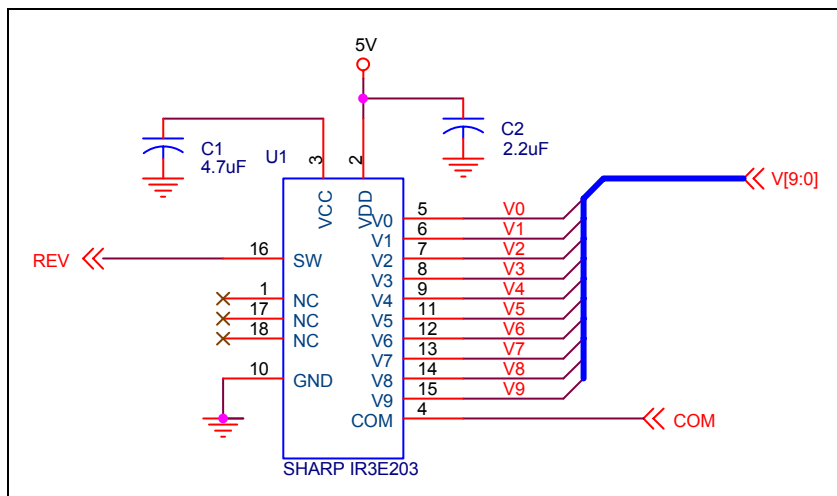 5V
C1
4.7uF
C2
2.2uF
U1
3
2
VCC
VDD
V[9:0]
V0 5 V0
V1 6 V1
V2 7 V2
REV 16 SW
V3 8 V3
1 NC V4 9 V4
17 NC V5 11 V5
18 NC V6 12 V6
V7 13 V7
10 GND V8 14 V8
V9 15 V9
COM 4 COM
SHARP IR3E203